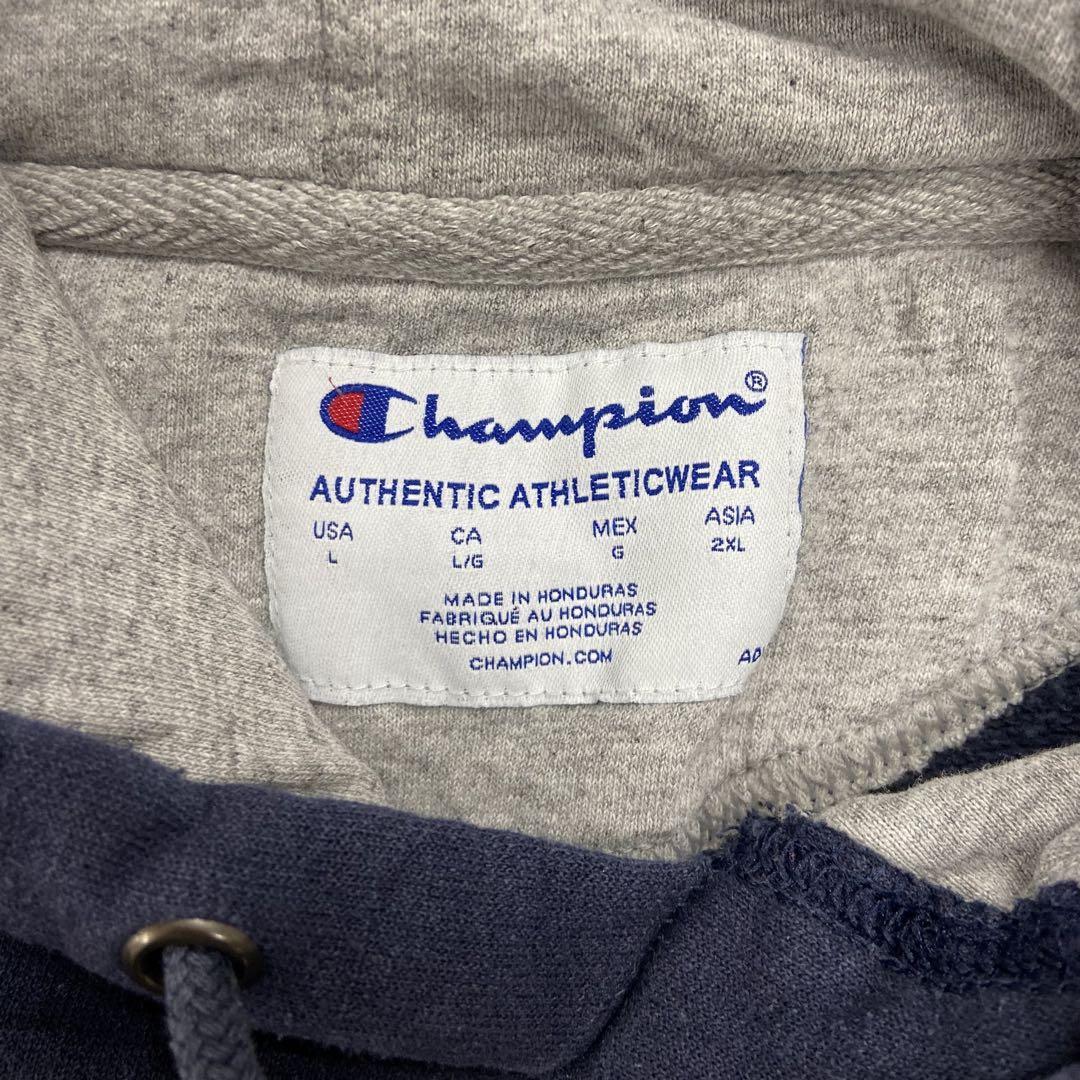 Champion®
AUTHENTIC ATHLETICWEAR
USA CA MEX ASIA
L L/G G 2XL
MADE IN HONDURAS
FABRIQUÉ AU HONDURAS
HECHO EN HONDURAS
CHAMPION.COM